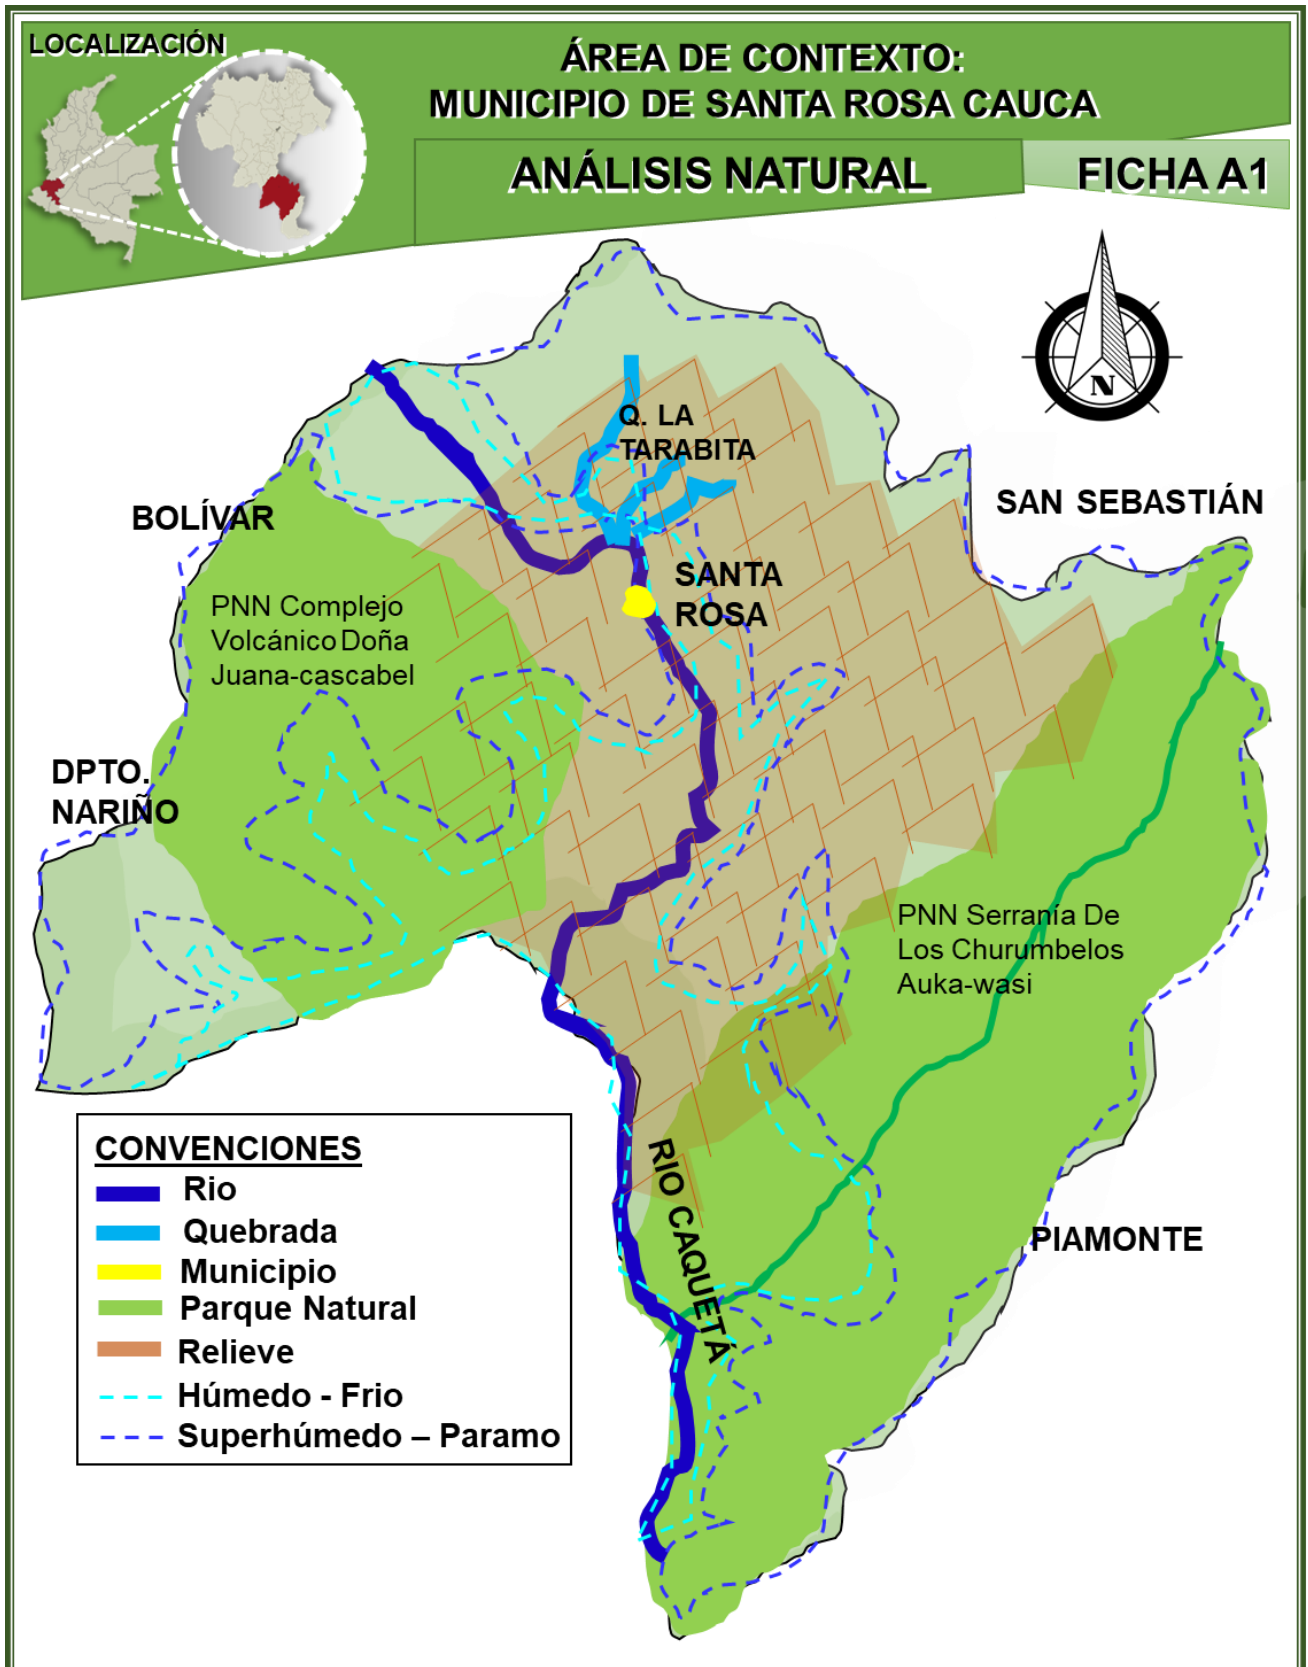 LOCALIZACIÓN
ÁREA DE CONTEXTO:
MUNICIPIO DE SANTA ROSA CAUCA
ANÁLISIS NATURAL
FICHA A1
N
Q. LA
TARABITA
BOLÍVAR
SAN SEBASTIÁN
SANTA
ROSA
PNN Complejo
Volcánico Doña
Juana-cascabel
DPTO.
NARIÑO
PNN Serranía De
Los Churumbelos
Auka-wasi
RIO CAQUETÁ
PIAMONTE
CONVENCIONES
Rio
Quebrada
Municipio
Parque Natural
Relieve
Húmedo - Frio
Superhúmedo – Paramo